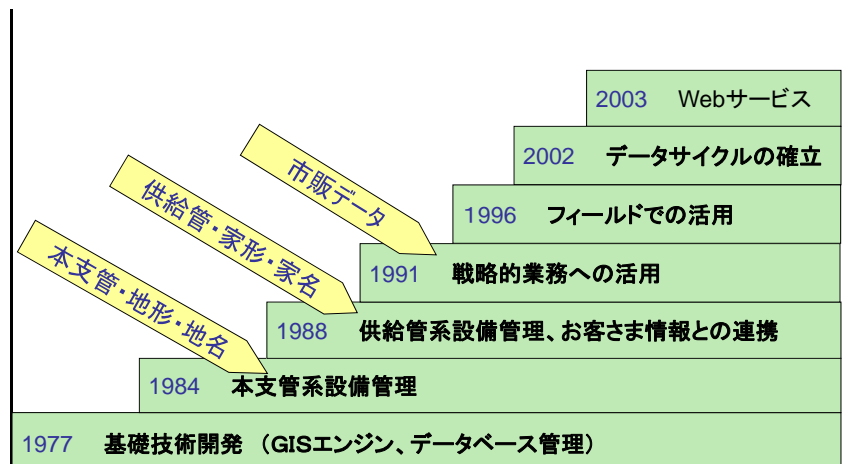 2003 Webサービス
2002 データサイクルの確立
市販データ
1996 フィールドでの活用
供給管・家形・家名
1991 戦略的業務への活用
本支管・地形・地名
1988 供給管系設備管理、お客さま情報との連携
1984 本支管系設備管理
1977 基礎技術開発 （GISエンジン、データベース管理）